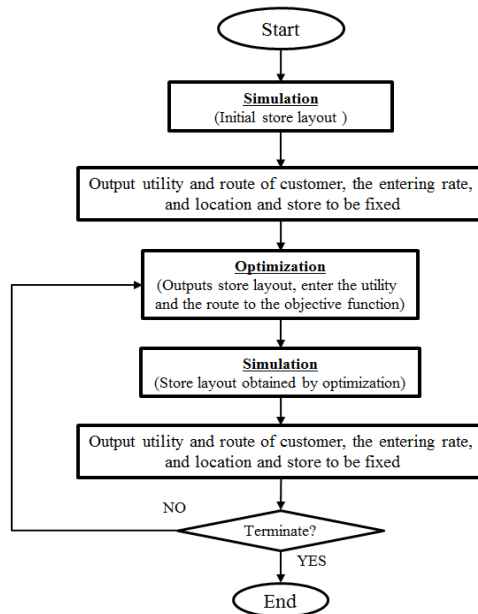 Start
Simulation
(Initial store layout )
Output utility and route of customer, the entering rate,
and location and store to be fixed
Optimization
(Outputs store layout, enter the utility
and the route to the objective function)
Simulation
(Store layout obtained by optimization)
Output utility and route of customer, the entering rate,
and location and store to be fixed
NO
Terminate?
YES
End